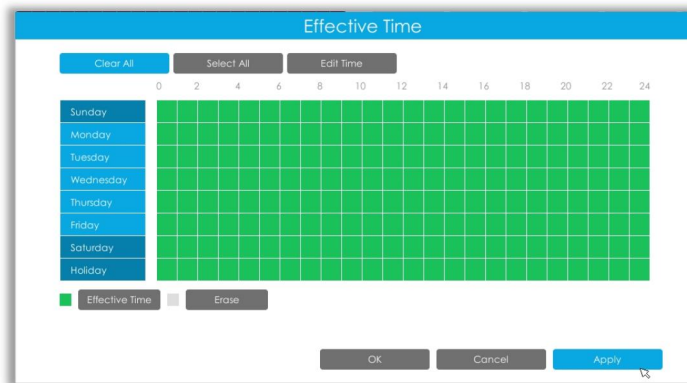 Effective Time
Clear All Select All Edit Time
0 2 4 6 8 10 12 14 16 18 20 22 24
Sunday
Monday
Tuesday
Wednesday
Thursday
Friday
Saturday
Holiday
Effective Time Erase
OK Cancel Apply